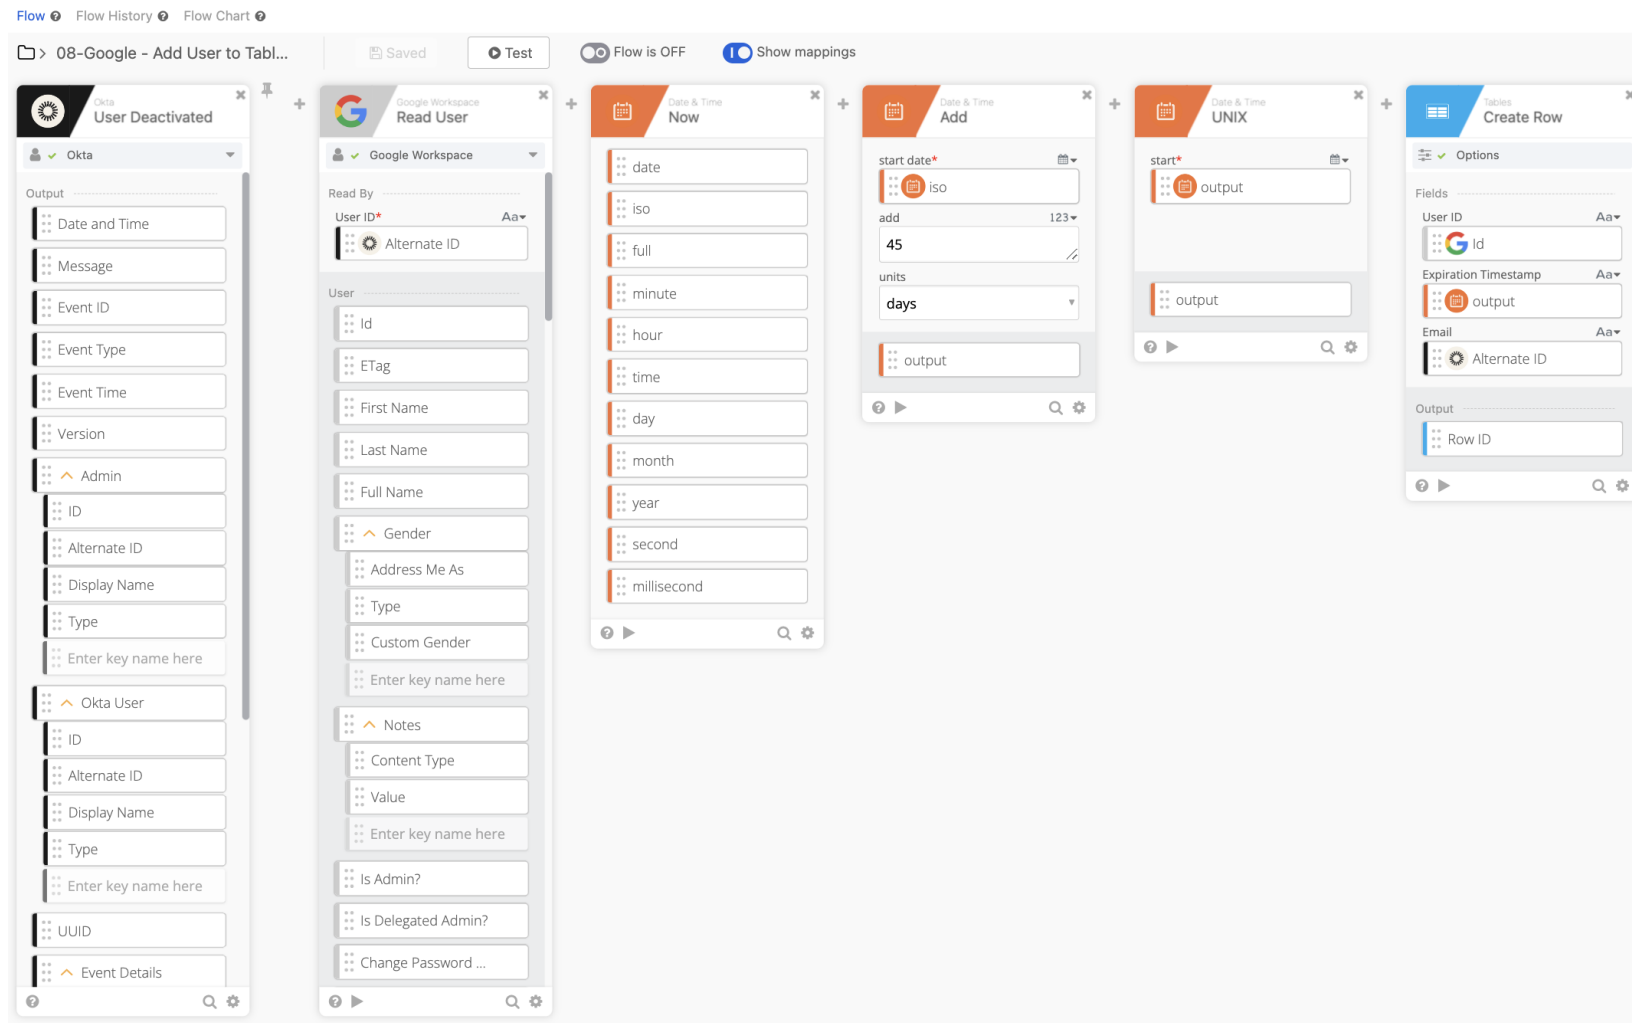 Flow Flow History Flow Chart
08-Google - Add User to Tabl... Saved Test Flow is OFF Show mappings
Okta
User Deactivated
Okta
Output
Date and Time
Message
Event ID
Event Type
Event Time
Version
Admin
ID
Alternate ID
Display Name
Type
Enter key name here
Okta User
ID
Alternate ID
Display Name
Type
Enter key name here
UUID
Event Details
Google Workspace
Read User
Google Workspace
Read By
User ID* Aa
Alternate ID
User
Id
ETag
First Name
Last Name
Full Name
Gender
Address Me As
Type
Custom Gender
Enter key name here
Notes
Content Type
Value
Enter key name here
Is Admin?
Is Delegated Admin?
Change Password ...
Date & Time
Now
date
iso
full
minute
hour
time
day
month
year
second
millisecond
Date & Time
Add
start date*
iso
add 123
45
units
days
output
Date & Time
UNIX
start*
output
output
Tables
Create Row
Options
Fields
User ID Aa
Id
Expiration Timestamp Aa
output
Email Aa
Alternate ID
Output
Row ID